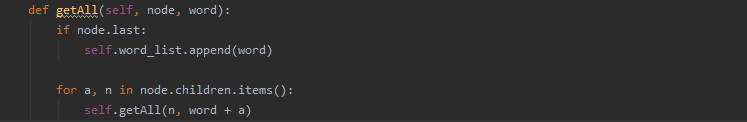 def getAll(self, node, word):
    if node.last:
        self.word_list.append(word)

    for a, n in node.children.items():
        self.getAll(n, word + a)